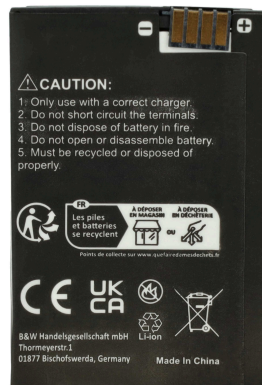 − +
⚠CAUTION:
1. Only use with a correct charger.
2. Do not short circuit the terminals.
3. Do not dispose of battery in fire.
4. Do not open or disassemble battery.
5. Must be recycled or disposed of
properly.
FR
Les piles
et batteries
se recyclent
À DÉPOSER
EN MAGASIN
OU
À DÉPOSER
EN DÉCHÈTERIE
Points de collecte sur www.quefairedemesdechets.fr
CE UK
CA
Li-ion
B&W Handelsgesellschaft mbH
Thormeyerstr.1
01877 Bischofswerda, Germany
Made In China